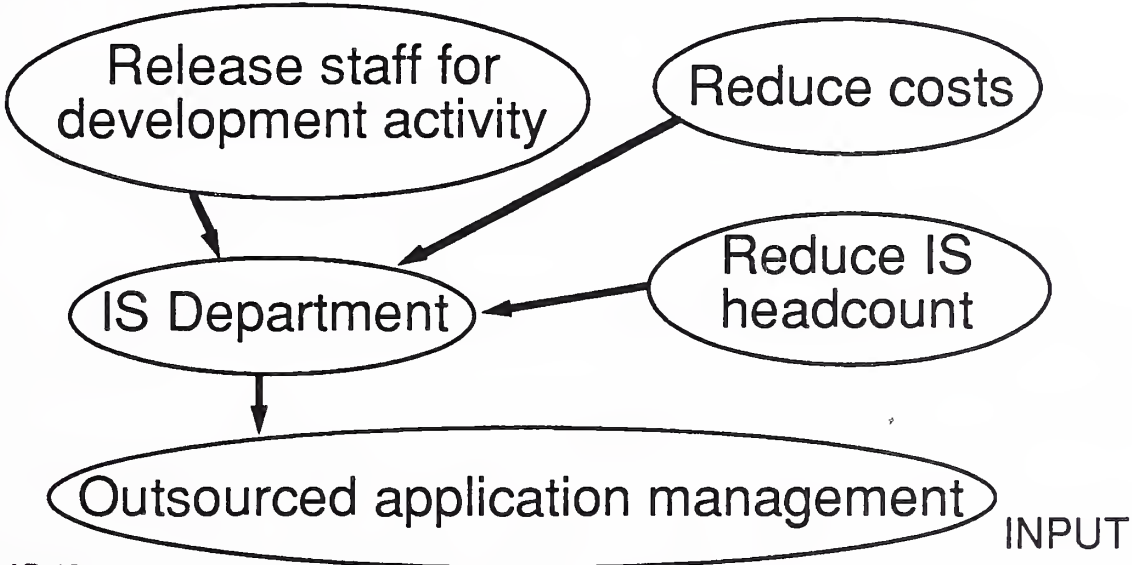 Release staff for
development activity
Reduce costs
Reduce IS
headcount
IS Department
Outsourced application management
INPUT